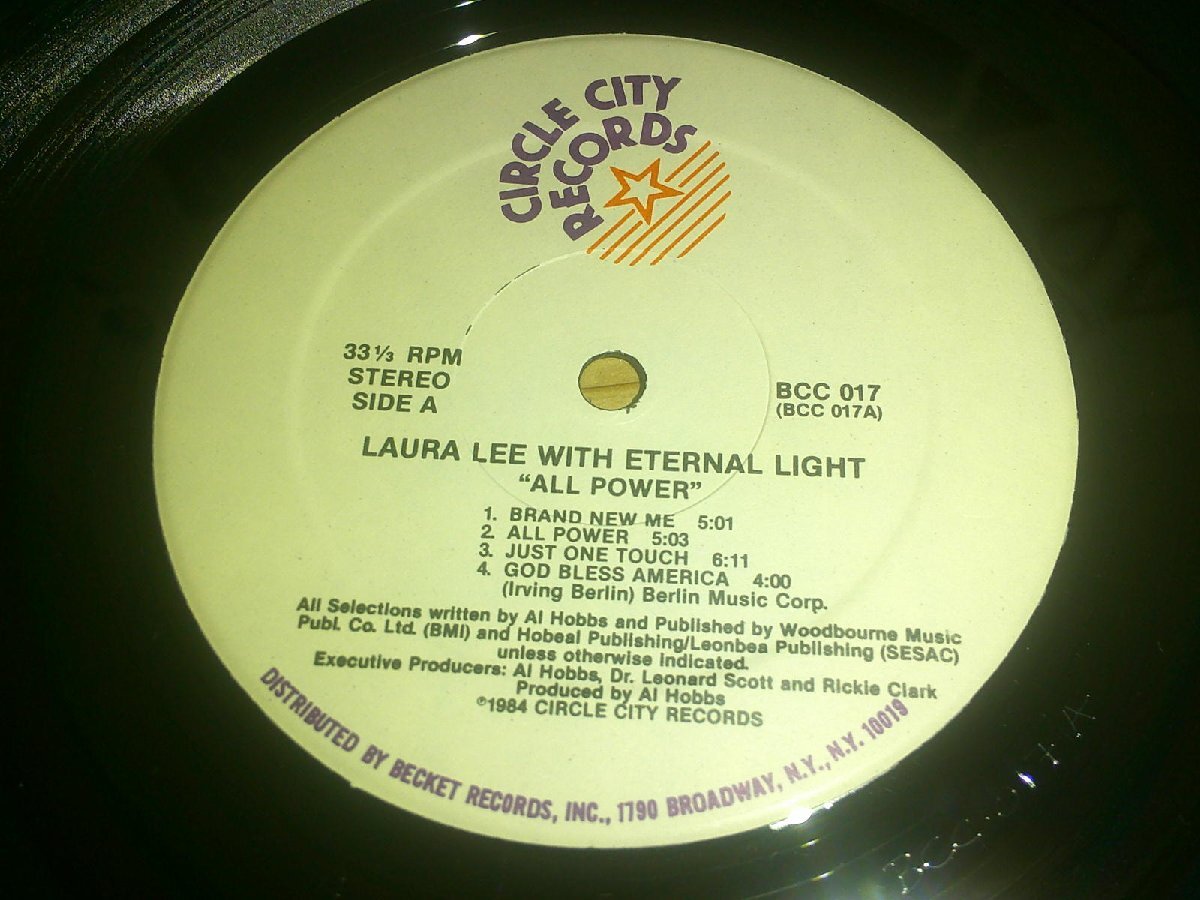 CIRCLE CITY
RECORDS
33⅓ RPM
STEREO
SIDE A
BCC 017
(BCC 017A)
LAURA LEE WITH ETERNAL LIGHT
"ALL POWER"
1. BRAND NEW ME 5:01
2. ALL POWER 5:03
3. JUST ONE TOUCH 6:11
4. GOD BLESS AMERICA 4:00
(Irving Berlin) Berlin Music Corp.
All Selections written by Al Hobbs and Published by Woodbourne Music
Publ. Co. Ltd. (BMI) and Hobeal Publishing/Leonbea Publishing (SESAC)
unless otherwise indicated.
Executive Producers: Al Hobbs, Dr. Leonard Scott and Rickie Clark
Produced by Al Hobbs
℗1984 CIRCLE CITY RECORDS
DISTRIBUTED BY BECKET RECORDS, INC., 1790 BROADWAY, N.Y., N.Y. 10019